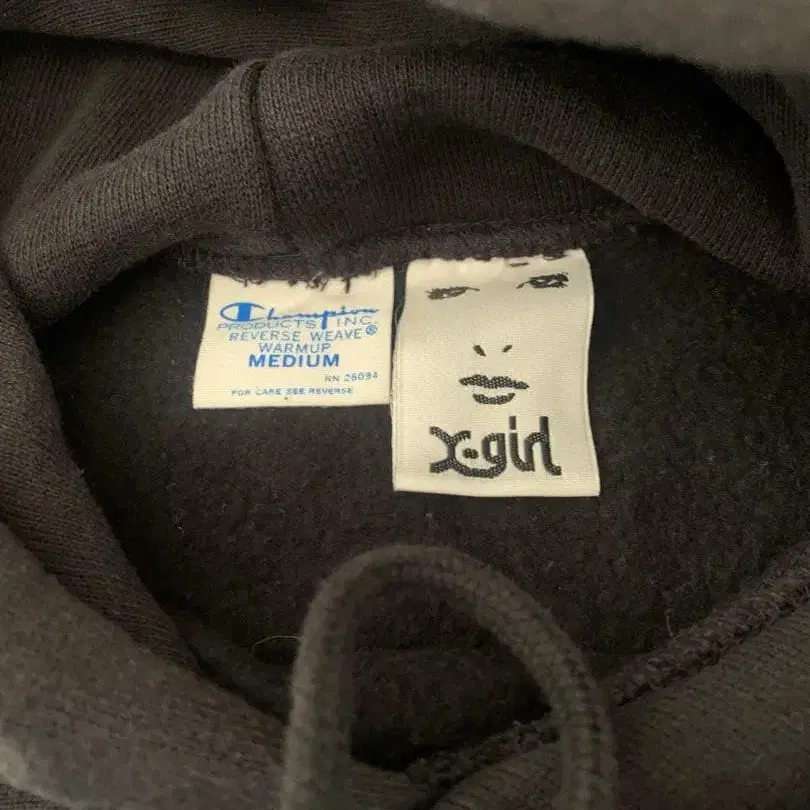 Champion
PRODUCTS INC.
REVERSE WEAVE®
WARMUP
MEDIUM
RN 26094
FOR CARE SEE REVERSE
X-girl